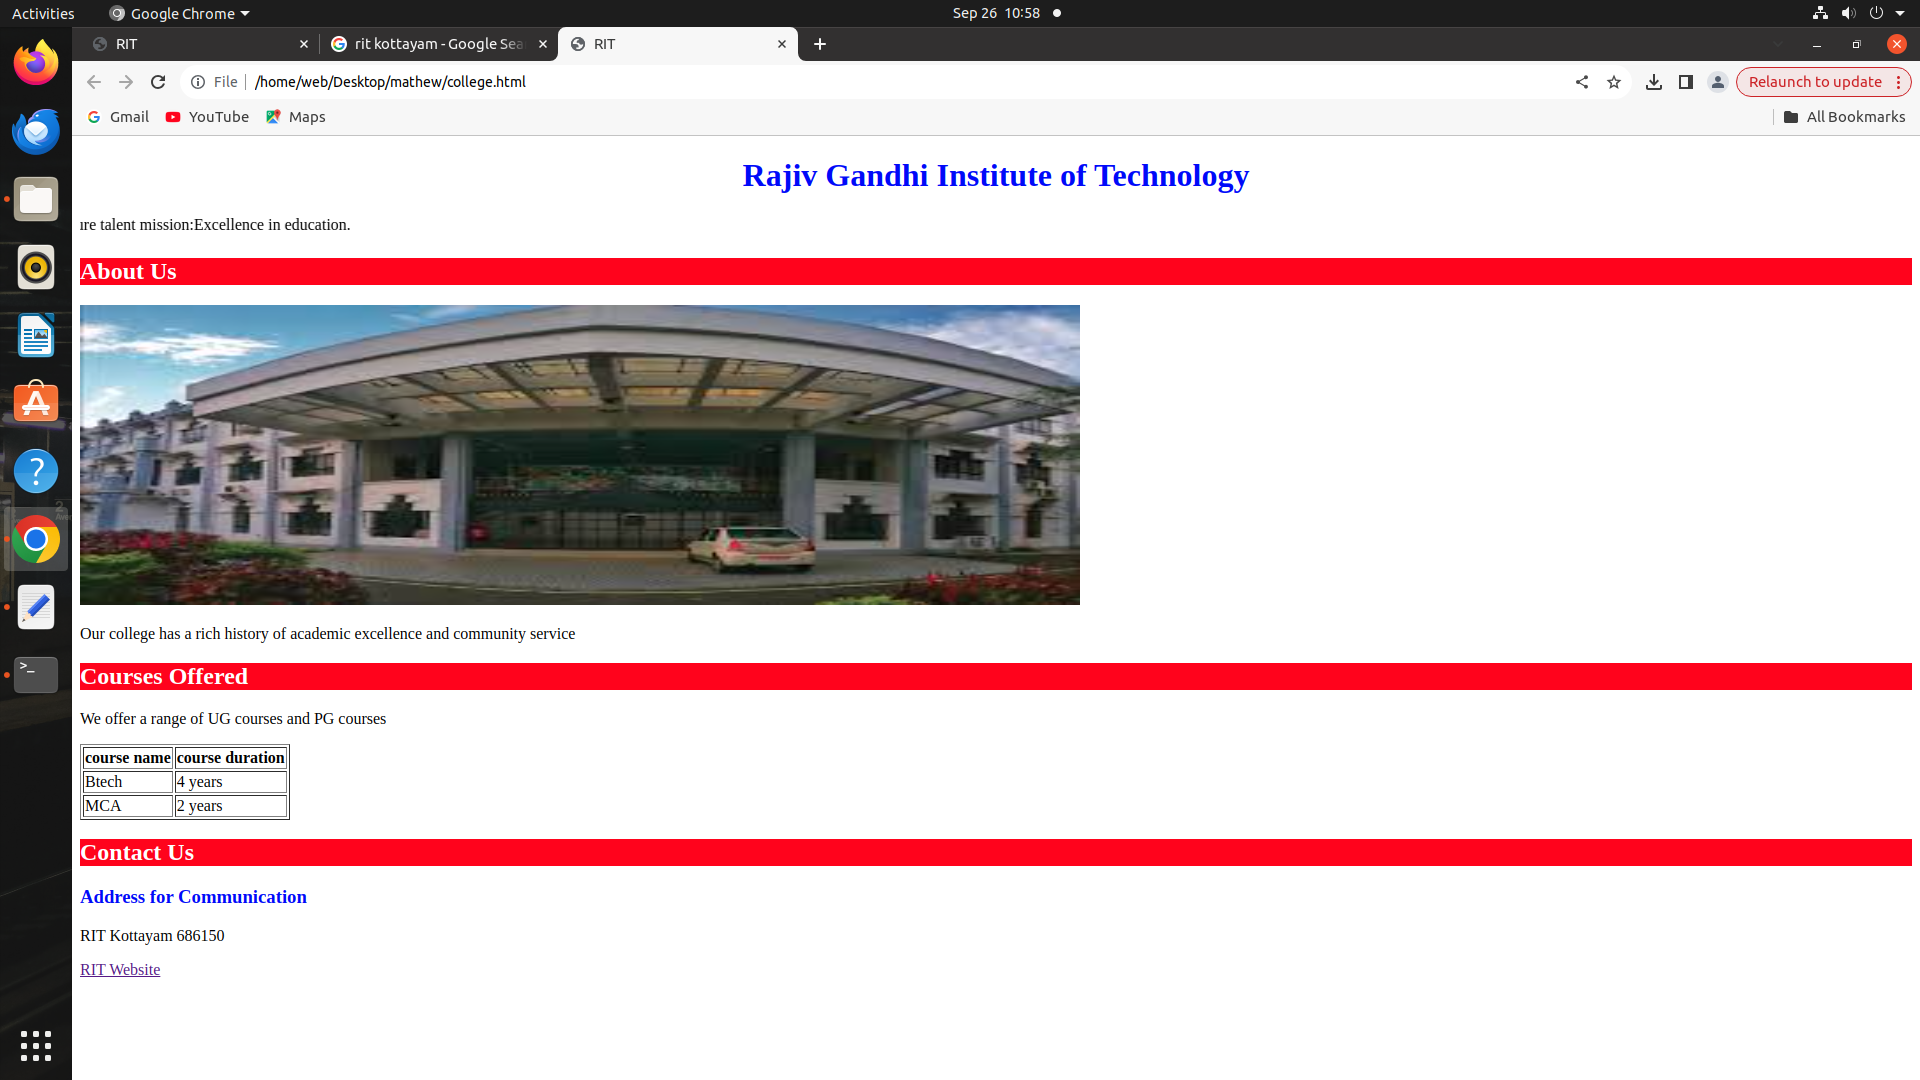 Activities Google Chrome Sep 26 10:58
RIT rit kottayam - Google Sea RIT
File /home/web/Desktop/mathew/college.html Relaunch to update
Gmail YouTube Maps All Bookmarks
Rajiv Gandhi Institute of Technology
ure talent mission:Excellence in education.
About Us
Our college has a rich history of academic excellence and community service
Courses Offered
We offer a range of UG courses and PG courses
course name course duration
Btech 4 years
MCA 2 years
Contact Us
Address for Communication
RIT Kottayam 686150
RIT Website